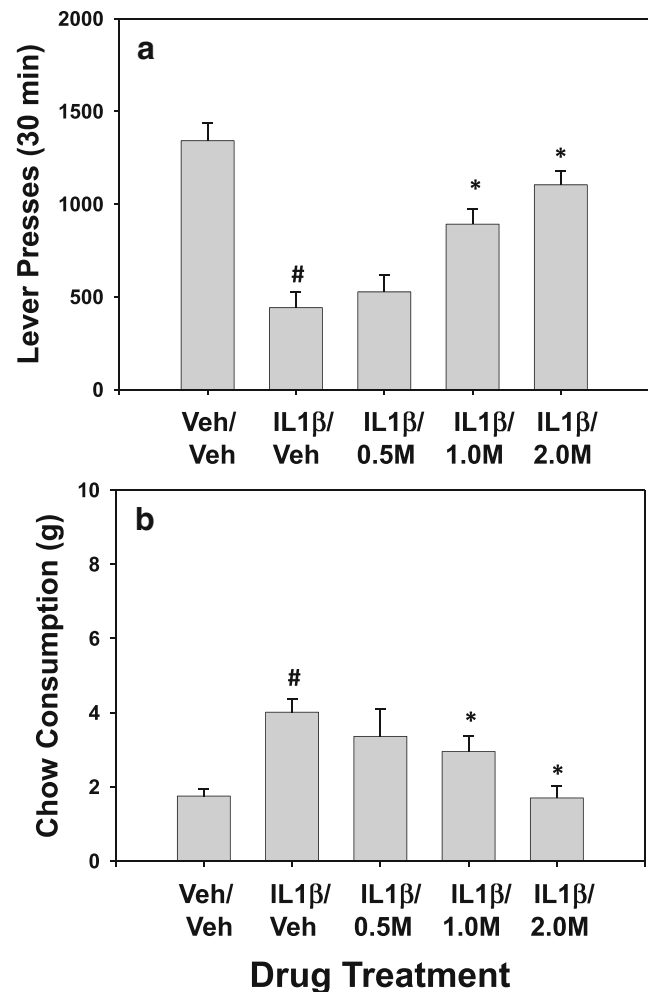 a
Lever Presses (30 min)
2000
1500
1000
500
0
#
*
*
Veh/ IL1β/ IL1β/ IL1β/ IL1β/
Veh Veh 0.5M 1.0M 2.0M
b
Chow Consumption (g)
10
8
6
4
2
0
#
*
*
Veh/ IL1β/ IL1β/ IL1β/ IL1β/
Veh Veh 0.5M 1.0M 2.0M
Drug Treatment